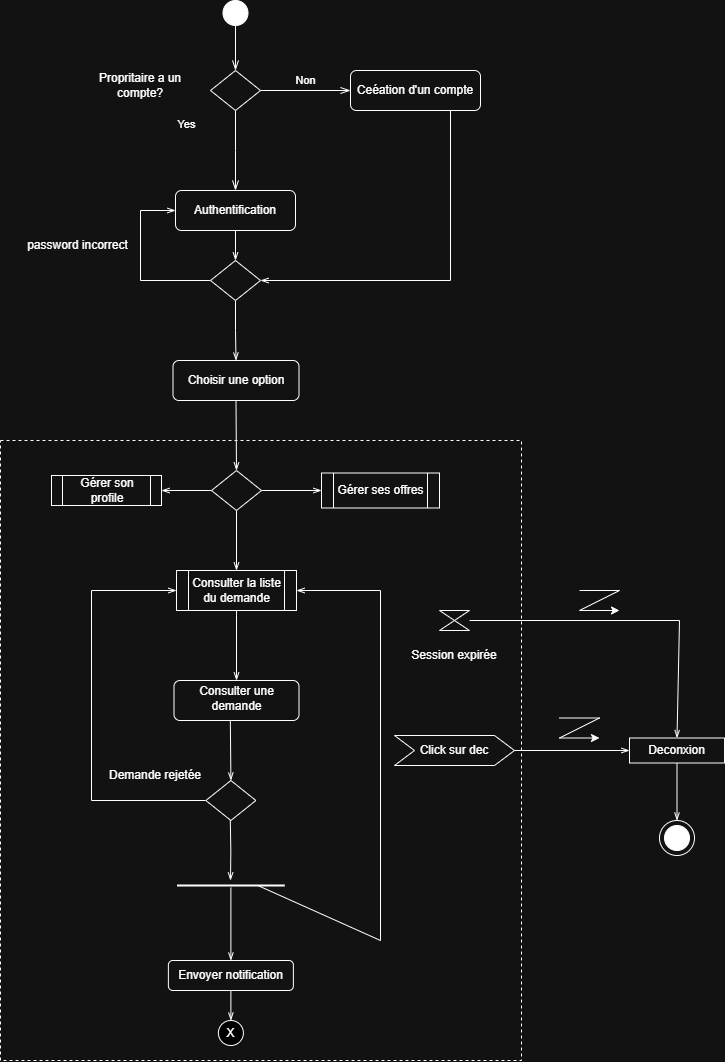 Propritaire a un
compte?
Non
Ceéation d'un compte
Yes
Authentification
password incorrect
Choisir une option
Gérer son
profile
Gérer ses offres
Consulter la liste
du demande
Session expirée
Consulter une
demande
Click sur dec
Deconxion
Demande rejetée
Envoyer notification
X